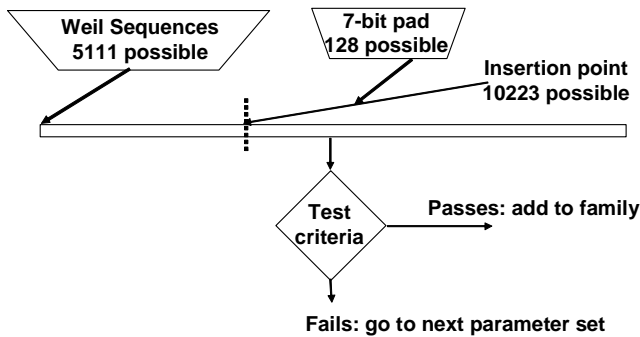 Weil Sequences
5111 possible
7-bit pad
128 possible
Insertion point
10223 possible
Test
criteria
Passes: add to family
Fails: go to next parameter set